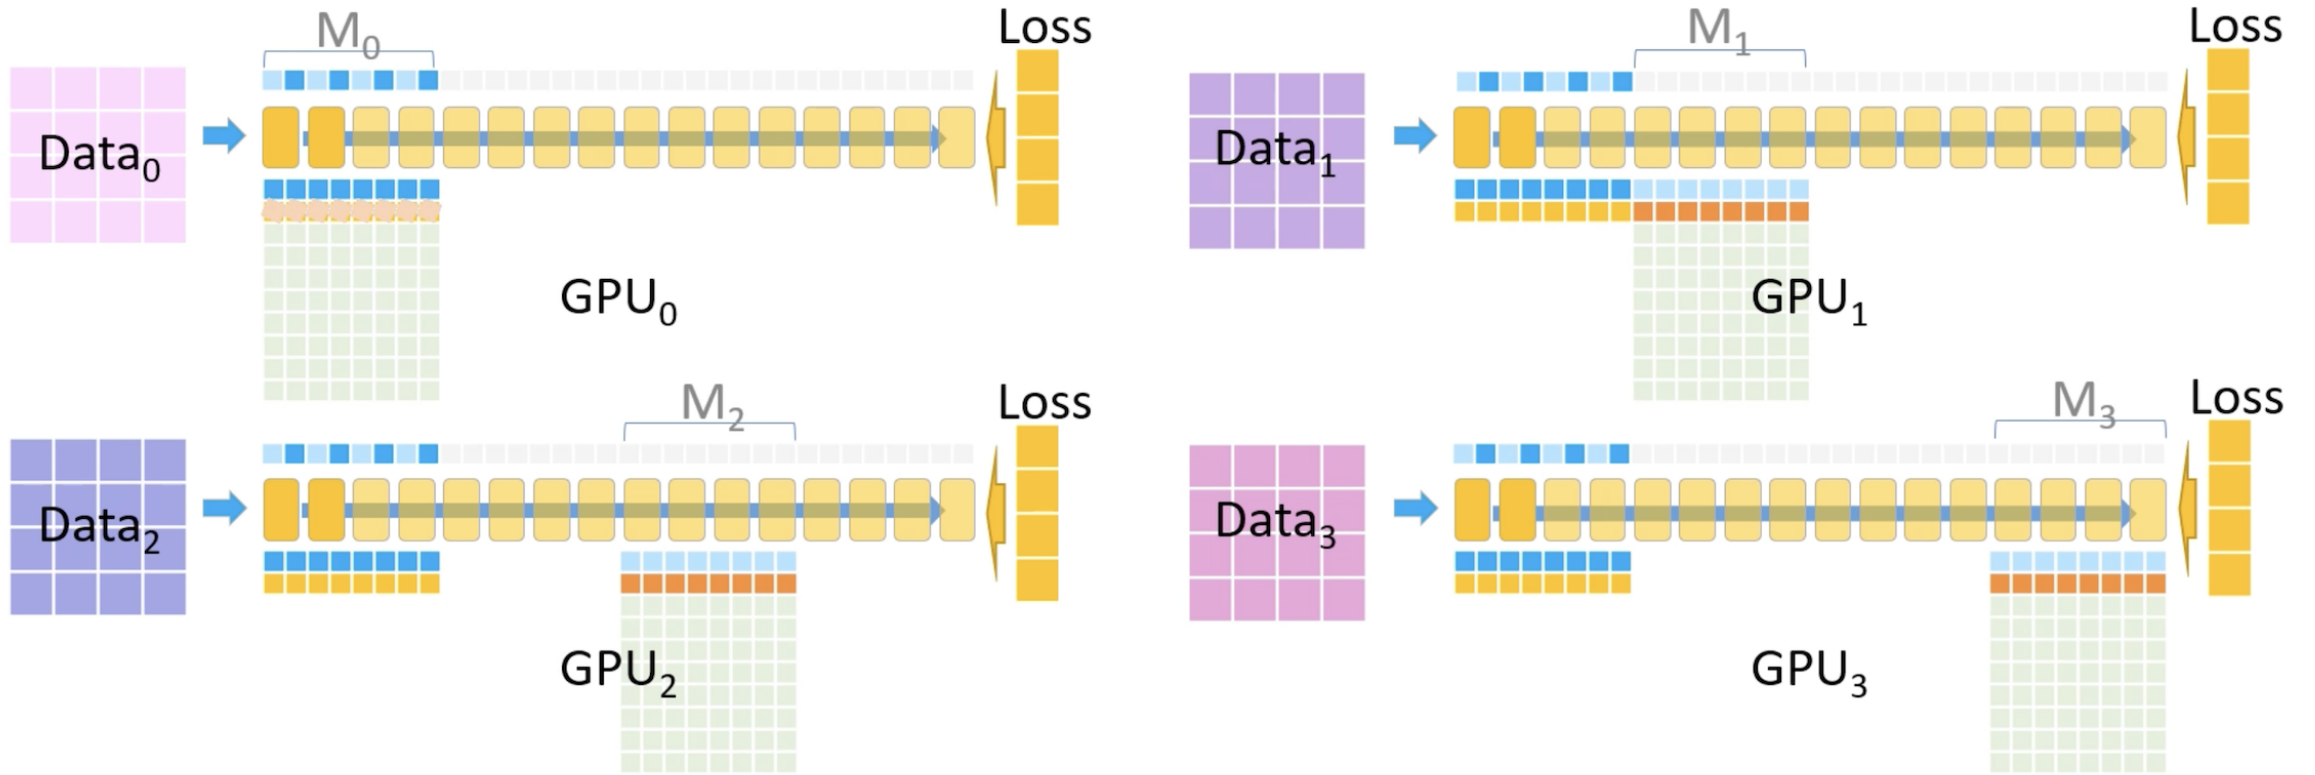 M₀
Loss
Data₀
GPU₀
M₁
Loss
Data₁
GPU₁
M₂
Loss
Data₂
GPU₂
M₃
Loss
Data₃
GPU₃